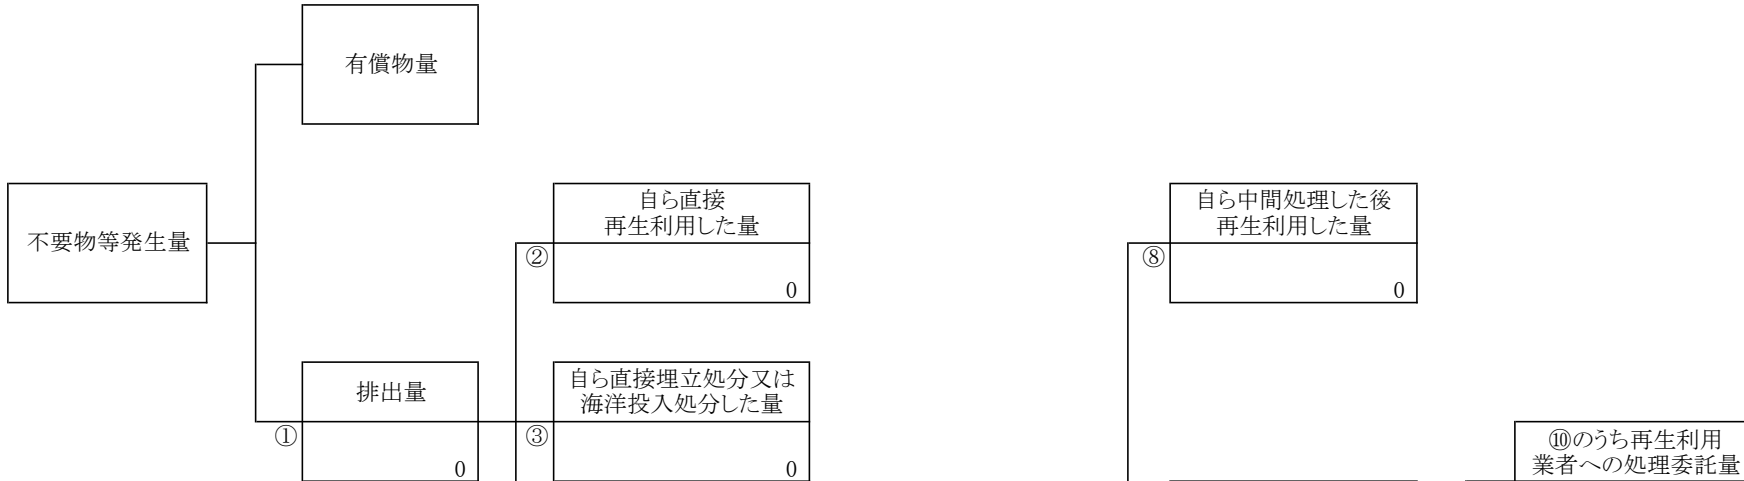 有償物量
不要物等発生量
自ら直接
再生利用した量
②
0
自ら中間処理した後
再生利用した量
⑧
0
排出量
①
0
自ら直接埋立処分又は
海洋投入処分した量
③
0
⑩のうち再生利用
業者への処理委託量